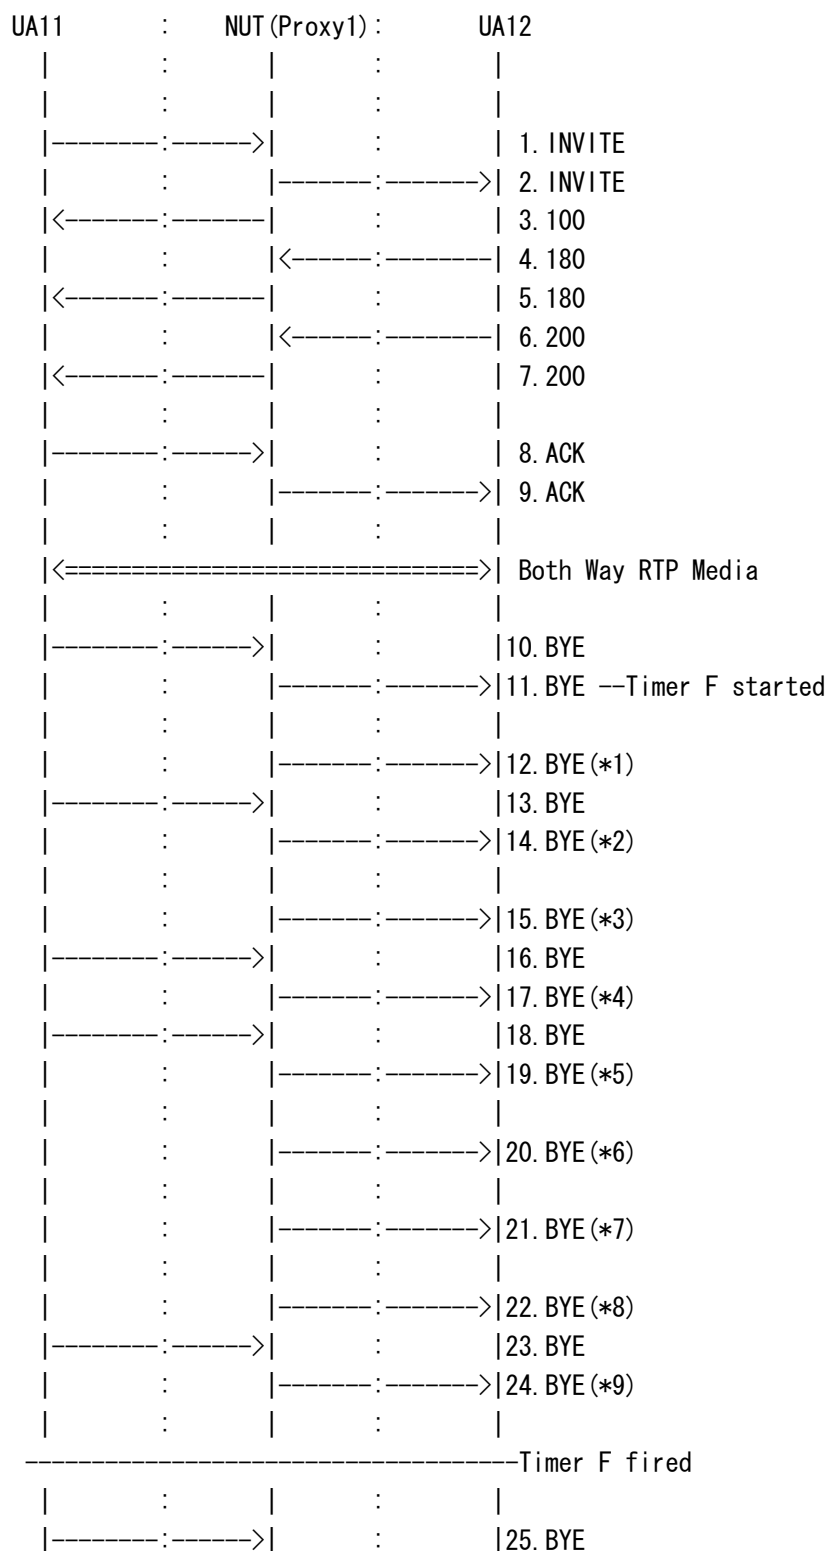 UA11 : NUT(Proxy1): UA12
| : | : |
| : | : |
|--------:------>| : | 1. INVITE
| : |-------:------->| 2. INVITE
|<-------:-------| : | 3. 100
| : |<------:--------| 4. 180
|<-------:-------| : | 5. 180
| : |<------:--------| 6. 200
|<-------:-------| : | 7. 200
| : | : |
|--------:------>| : | 8. ACK
| : |-------:------->| 9. ACK
| : | : |
|<===============================>| Both Way RTP Media
| : | : |
|--------:------>| : |10. BYE
| : |-------:------->|11. BYE --Timer F started
| : | : |
| : |-------:------->|12. BYE(*1)
|--------:------>| : |13. BYE
| : |-------:------->|14. BYE(*2)
| : | : |
| : |-------:------->|15. BYE(*3)
|--------:------>| : |16. BYE
| : |-------:------->|17. BYE(*4)
|--------:------>| : |18. BYE
| : |-------:------->|19. BYE(*5)
| : | : |
| : |-------:------->|20. BYE(*6)
| : | : |
| : |-------:------->|21. BYE(*7)
| : | : |
| : |-------:------->|22. BYE(*8)
|--------:------>| : |23. BYE
| : |-------:------->|24. BYE(*9)
| : | : |
-------------------------------------Timer F fired
| : | : |
|--------:------>| : |25. BYE